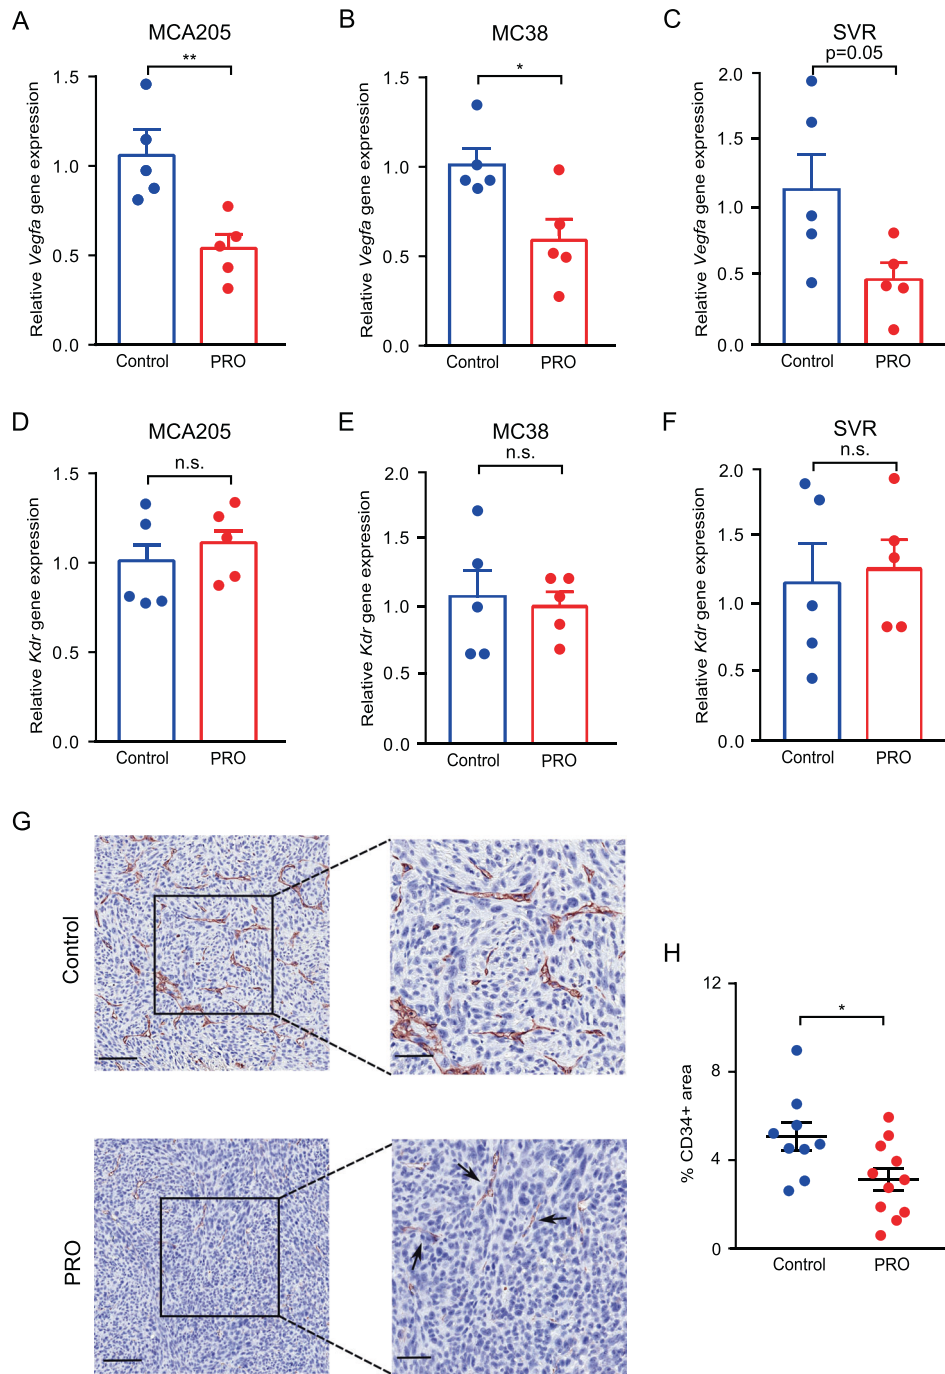 A
MCA205
**
Relative Vegfa gene expression
1.5
1.0
0.5
0.0
Control
PRO
B
MC38
*
Relative Vegfa gene expression
1.5
1.0
0.5
0.0
Control
PRO
C
SVR
p=0.05
Relative Vegfa gene expression
2.0
1.5
1.0
0.5
0.0
Control
PRO
D
MCA205
n.s.
Relative Kdr gene expression
1.5
1.0
0.5
0.0
Control
PRO
E
MC38
n.s.
Relative Kdr gene expression
2.0
1.5
1.0
0.5
0.0
Control
PRO
F
SVR
n.s.
Relative Kdr gene expression
2.0
1.5
1.0
0.5
0.0
Control
PRO
G
Control
PRO
H
*
% CD34+ area
12
8
4
0
Control
PRO